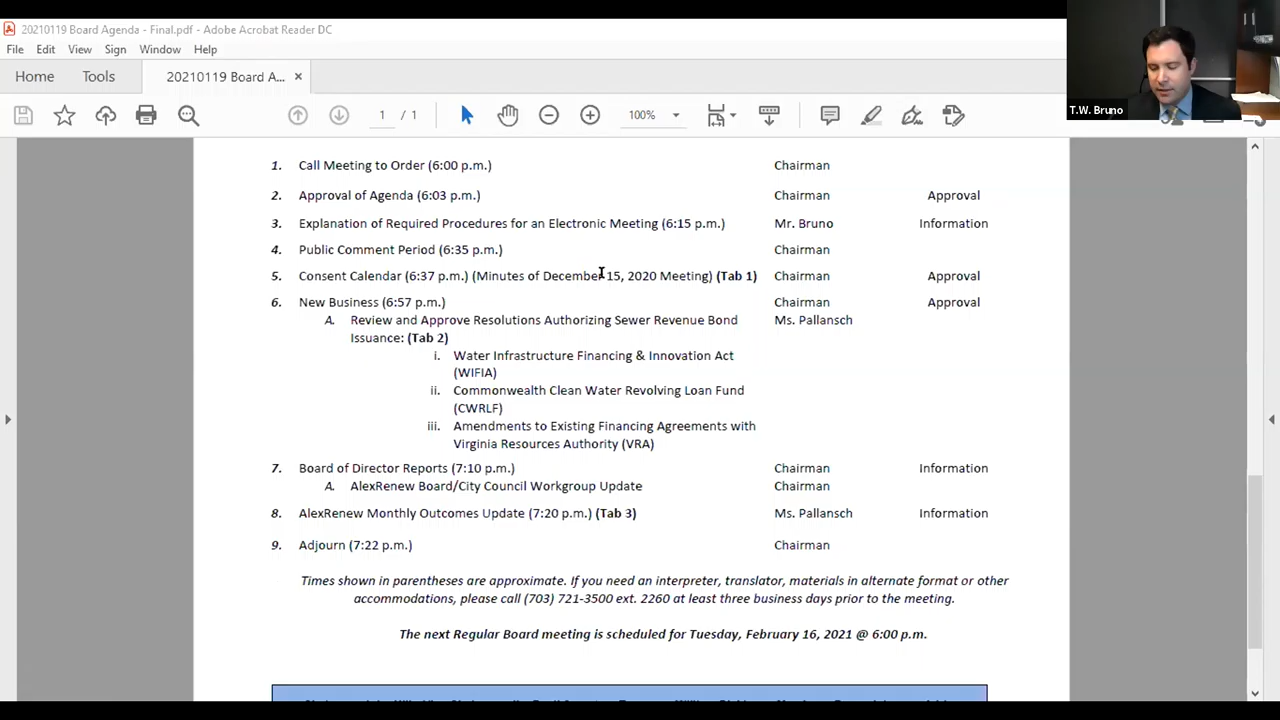 20210119 Board Agenda - Final.pdf - Adobe Acrobat Reader DC
File Edit View Sign Window Help
Home Tools 20210119 Board A... ×
1 / 1 100%
T.W. Bruno
1. Call Meeting to Order (6:00 p.m.) Chairman
2. Approval of Agenda (6:03 p.m.) Chairman Approval
3. Explanation of Required Procedures for an Electronic Meeting (6:15 p.m.) Mr. Bruno Information
4. Public Comment Period (6:35 p.m.) Chairman
5. Consent Calendar (6:37 p.m.) (Minutes of December 15, 2020 Meeting) (Tab 1) Chairman Approval
6. New Business (6:57 p.m.) Chairman Approval
A. Review and Approve Resolutions Authorizing Sewer Revenue Bond Ms. Pallansch
Issuance: (Tab 2)
i. Water Infrastructure Financing & Innovation Act
(WIFIA)
ii. Commonwealth Clean Water Revolving Loan Fund
(CWRLF)
iii. Amendments to Existing Financing Agreements with
Virginia Resources Authority (VRA)
7. Board of Director Reports (7:10 p.m.) Chairman Information
A. AlexRenew Board/City Council Workgroup Update Chairman
8. AlexRenew Monthly Outcomes Update (7:20 p.m.) (Tab 3) Ms. Pallansch Information
9. Adjourn (7:22 p.m.) Chairman
Times shown in parentheses are approximate. If you need an interpreter, translator, materials in alternate format or other
accommodations, please call (703) 721-3500 ext. 2260 at least three business days prior to the meeting.
The next Regular Board meeting is scheduled for Tuesday, February 16, 2021 @ 6:00 p.m.